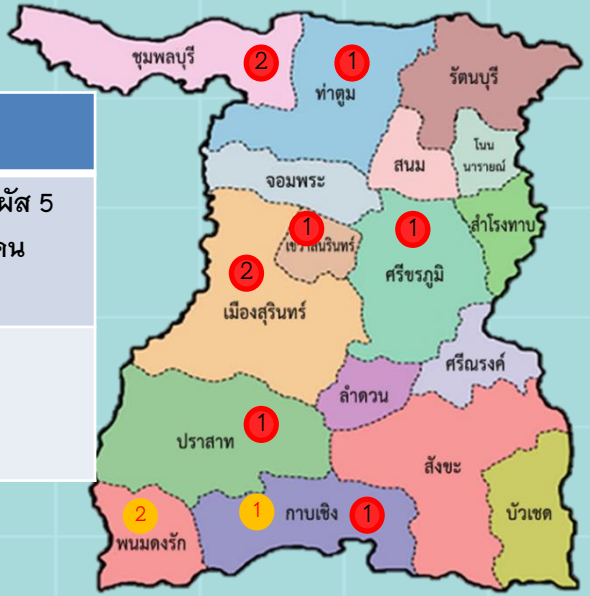 ชุมพลบุรี
2
1
ท่าตูม
รัตนบุรี
สนม
โนน
นารายณ์
จอมพระ
ผัส 5
คน
1
เขวาสินรินทร์
1
ศรีขรภูมิ
สำโรงทาบ
2
เมืองสุรินทร์
ศรีณรงค์
ลำดวน
1
ปราสาท
สังขะ
บัวเชด
2
พนมดงรัก
1
กาบเชิง
1